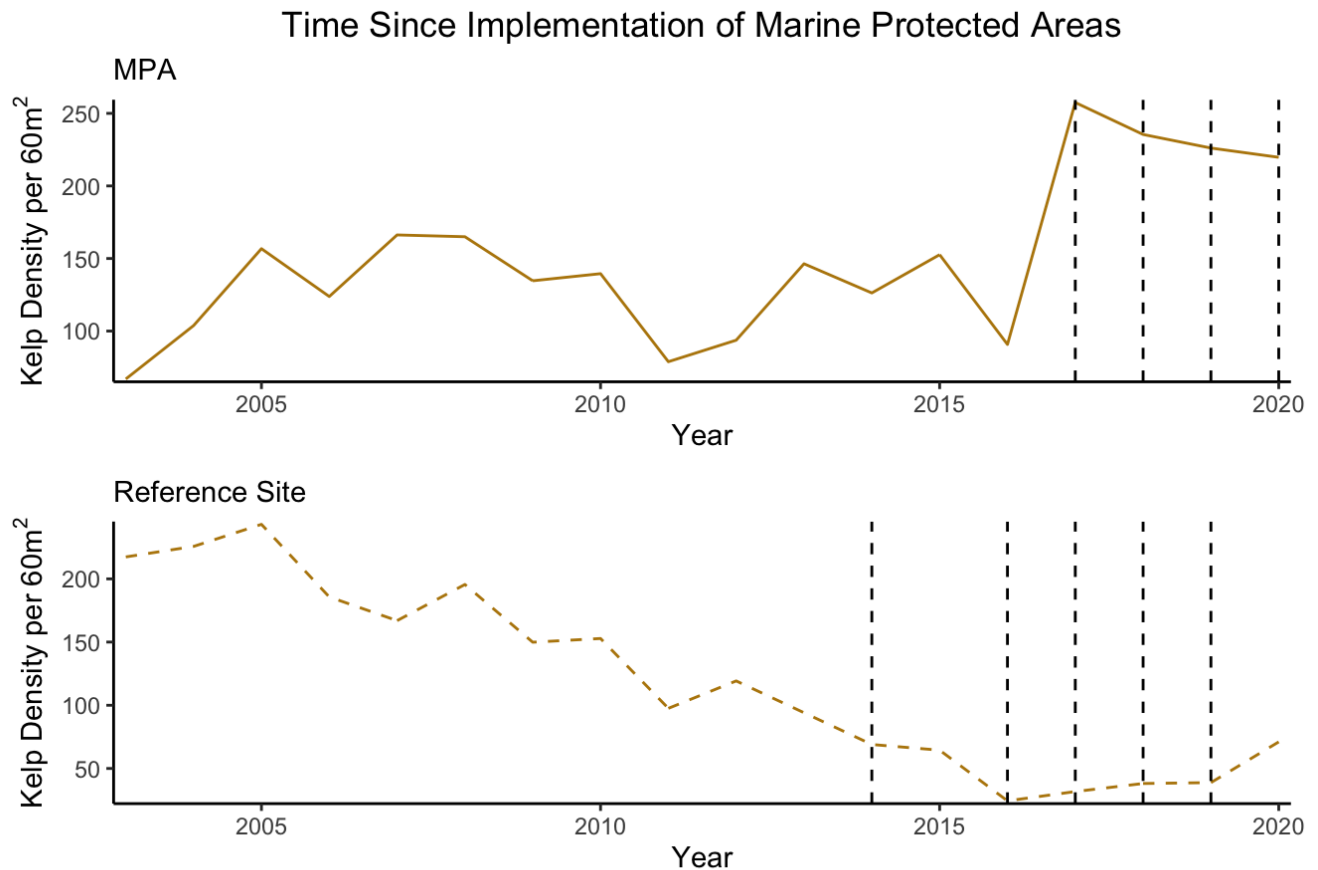 Time Since Implementation of Marine Protected Areas
MPA
Kelp Density per 60m²
250
200
150
100
2005 2010 2015 2020
Year
Reference Site
Kelp Density per 60m²
200
150
100
50
2005 2010 2015 2020
Year